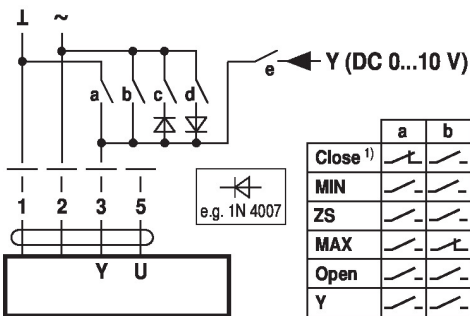 ⊥ ~
a b c d e Y (DC 0...10 V)
1 2 3 5
Y U
e.g. 1N 4007
a b
Close 1)
MIN
ZS
MAX
Open
Y